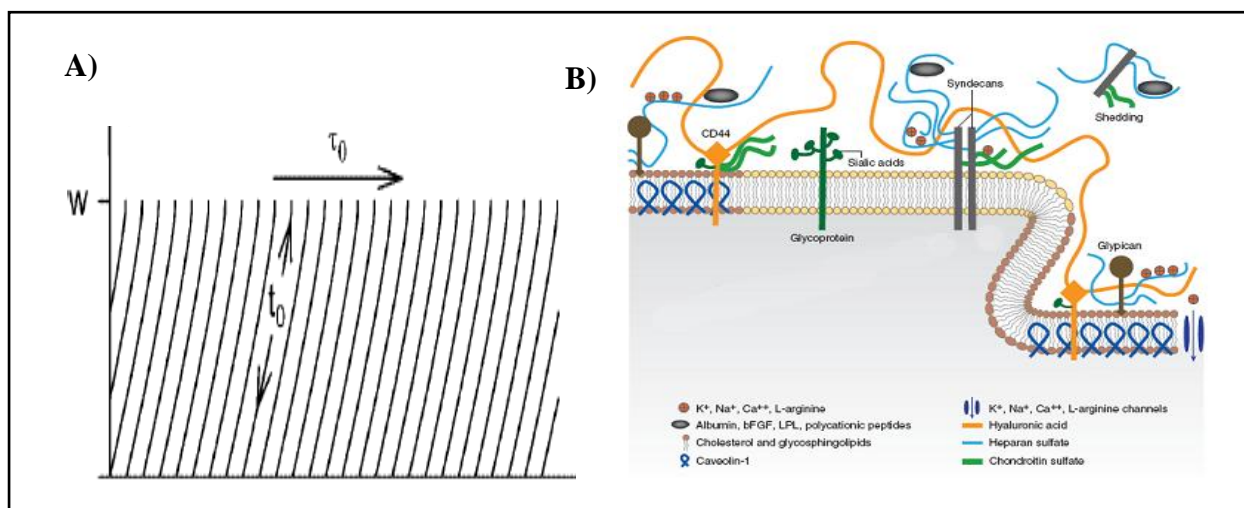 A)
τ₀
W
t₀
B)
CD44
Sialic acids
Glycoprotein
Syndecans
Shedding
Glypican
K⁺, Na⁺, Ca⁺⁺, L-arginine
Albumin, bFGF, LPL, polycationic peptides
Cholesterol and glycosphingolipids
Caveolin-1
K⁺, Na⁺, Ca⁺⁺, L-arginine channels
Hyaluronic acid
Heparan sulfate
Chondroitin sulfate